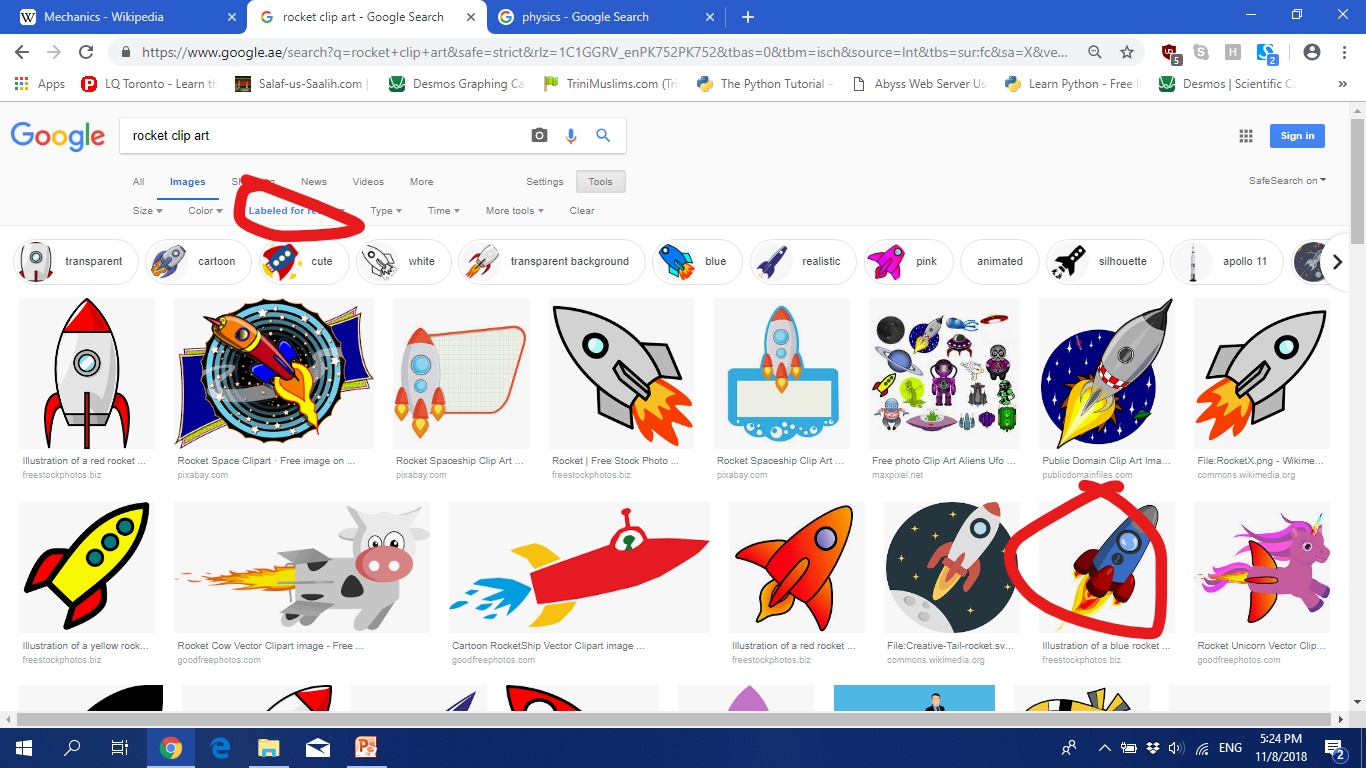 Mechanics - Wikipedia
rocket clip art - Google Search
physics - Google Search
https://www.google.ae/search?q=rocket+clip+art&safe=strict&rlz=1C1GGRV_enPK752PK752&tbas=0&tbm=isch&source=lnt&tbs=sur:fc&sa=X&ve...
5
H
2
Apps
LQ Toronto - Learn th
Salaf-us-Saalih.com |
Desmos Graphing Ca
TriniMuslims.com (Tri
The Python Tutorial –
Abyss Web Server Us
Learn Python - Free I
Desmos | Scientific Ca
Google
rocket clip art
Sign in
All Images News Videos More Settings Tools
SafeSearch on
Size Color Labeled for Type Time More tools Clear
transparent cartoon cute white transparent background blue realistic pink animated silhouette apollo 11
Illustration of a red rocket ...
freestockphotos.biz
Rocket Space Clipart · Free image on ...
pixabay.com
Rocket Spaceship Clip Art ...
pixabay.com
Rocket | Free Stock Photo ...
freestockphotos.biz
Rocket Spaceship Clip Art ...
pixabay.com
Free photo Clip Art Aliens Ufo ...
maxpixel.net
Public Domain Clip Art Ima...
publicdomainfiles.com
File:RocketX.png - Wikime...
commons.wikimedia.org
Illustration of a yellow rock...
freestockphotos.biz
Rocket Cow Vector Clipart image - Free ...
goodfreephotos.com
Cartoon RocketShip Vector Clipart image ...
goodfreephotos.com
Illustration of a red rocket ...
freestockphotos.biz
File:Creative-Tail-rocket.sv...
commons.wikimedia.org
Illustration of a blue rocket ...
freestockphotos.biz
Rocket Unicorn Vector Clip...
goodfreephotos.com
ENG
5:24 PM
11/8/2018
2